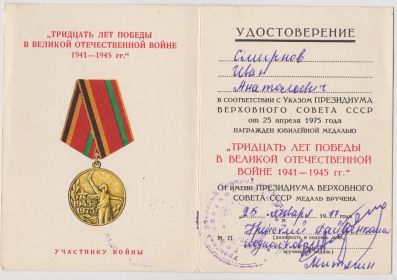 „ТРИДЦАТЬ ЛЕТ ПОБЕДЫ
В ВЕЛИКОЙ ОТЕЧЕСТВЕННОЙ ВОЙНЕ
1941—1945 гг."
1945
1975
УЧАСТНИКУ ВОЙНЫ
УДОСТОВЕРЕНИЕ
Смирнов
Иван
Анатольевич
В СООТВЕТСТВИИ С УКАЗОМ ПРЕЗИДИУМА
ВЕРХОВНОГО СОВЕТА СССР
от 25 апреля 1975 года
НАГРАЖДЕН ЮБИЛЕЙНОЙ МЕДАЛЬЮ
„ТРИДЦАТЬ ЛЕТ ПОБЕДЫ
В ВЕЛИКОЙ ОТЕЧЕСТВЕННОЙ
ВОЙНЕ 1941—1945 гг."
От имени ПРЕЗИДИУМА ВЕРХОВНОГО
СОВЕТА СССР МЕДАЛЬ ВРУЧЕНА
25 января 19 г.
М. П.